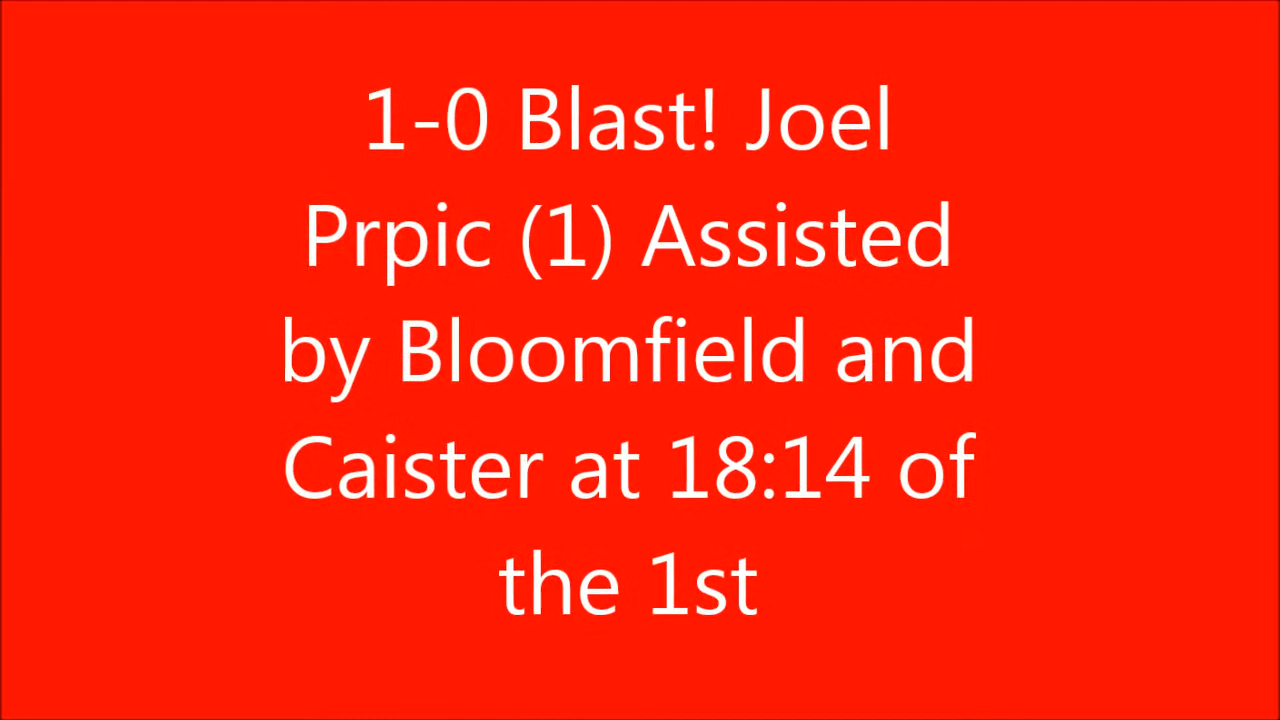 1-0 Blast! Joel
Prpic (1) Assisted
by Bloomfield and
Caister at 18:14 of
the 1st